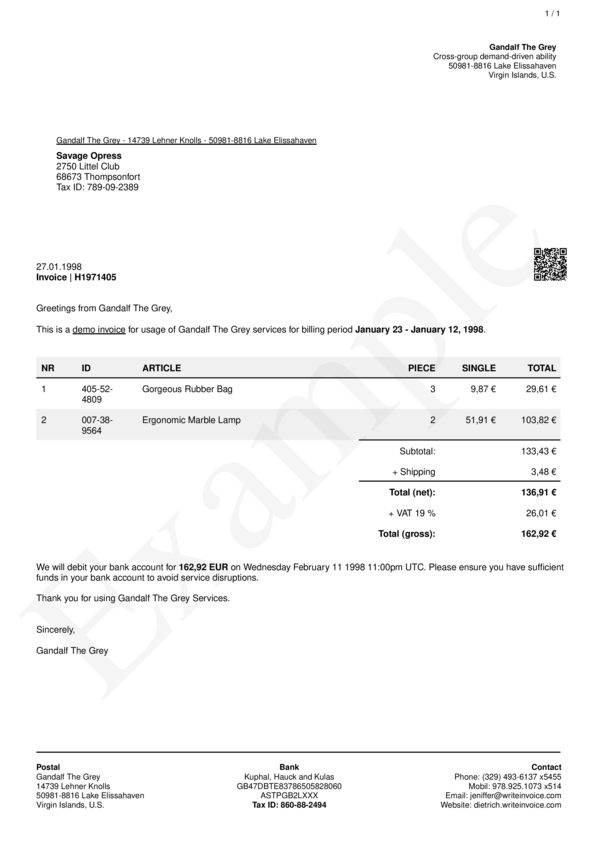 1 / 1
Gandalf The Grey
Cross-group demand-driven ability
50981-8816 Lake Elissahaven
Virgin Islands, U.S.
Gandalf The Grey - 14739 Lehner Knolls - 50981-8816 Lake Elissahaven
Savage Opress
2750 Littel Club
68673 Thompsonfort
Tax ID: 789-09-2389
27.01.1998
Invoice | H1971405
Greetings from Gandalf The Grey,
This is a demo invoice for usage of Gandalf The Grey services for billing period January 23 - January 12, 1998.
NR ID ARTICLE PIECE SINGLE TOTAL
1 405-52-4809 Gorgeous Rubber Bag 3 9,87 € 29,61 €
2 007-38-9564 Ergonomic Marble Lamp 2 51,91 € 103,82 €
Subtotal: 133,43 €
+ Shipping 3,48 €
Total (net): 136,91 €
+ VAT 19 % 26,01 €
Total (gross): 162,92 €
We will debit your bank account for 162,92 EUR on Wednesday February 11 1998 11:00pm UTC. Please ensure you have sufficient
funds in your bank account to avoid service disruptions.
Thank you for using Gandalf The Grey Services.
Sincerely,
Gandalf The Grey
Example
Postal
Gandalf The Grey
14739 Lehner Knolls
50981-8816 Lake Elissahaven
Virgin Islands, U.S.
Bank
Kuphal, Hauck and Kulas
GB47DBTE83786505828060
ASTPGB2LXXX
Tax ID: 860-88-2494
Contact
Phone: (329) 493-6137 x5455
Mobil: 978.925.1073 x514
Email: jeniffer@writeinvoice.com
Website: dietrich.writeinvoice.com